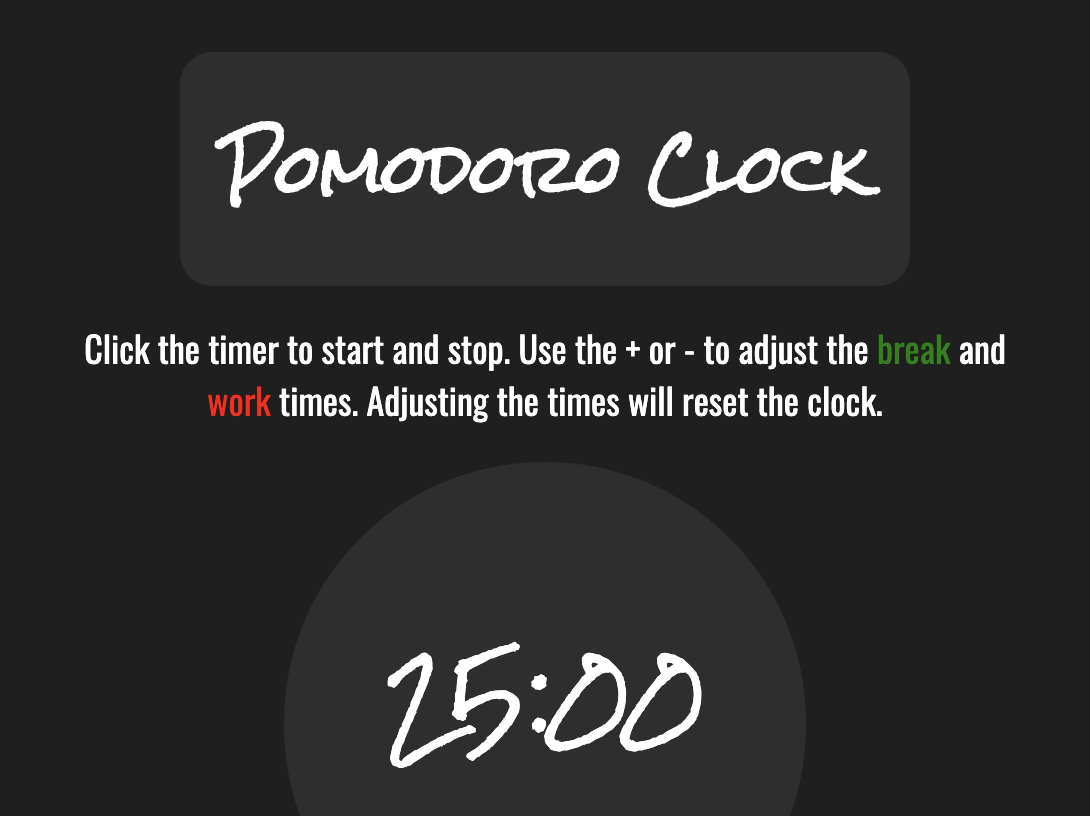 Pomodoro Clock
Click the timer to start and stop. Use the + or - to adjust the break and
work times. Adjusting the times will reset the clock.
25:00